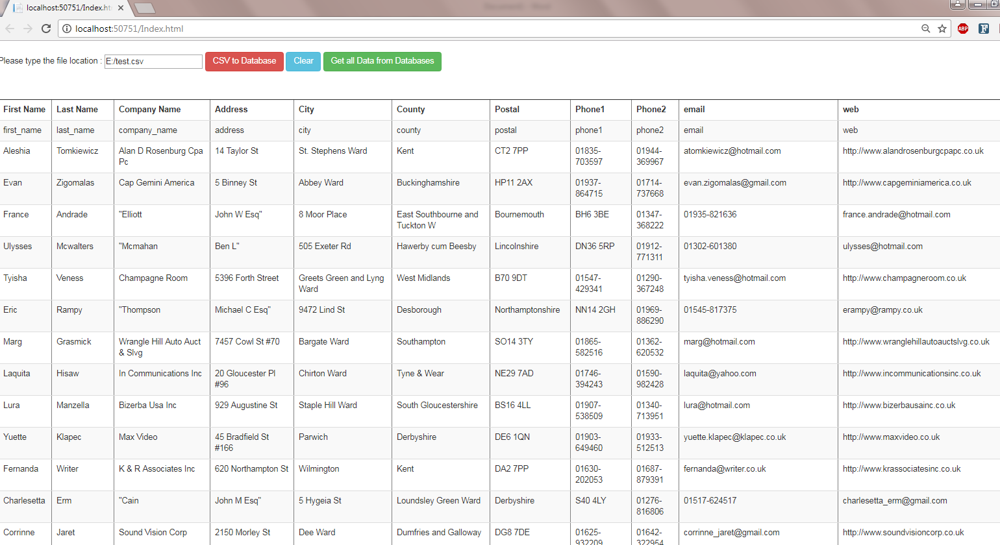 localhost:50751/Index.ht
localhost:50751/Index.html
ABP
F
Please type the file location : E:/test.csv CSV to Database Clear Get all Data from Databases
First Name Last Name Company Name Address City County Postal Phone1 Phone2 email web
first_name last_name company_name address city county postal phone1 phone2 email web
Aleshia Tomkiewicz Alan D Rosenburg Cpa 14 Taylor St St. Stephens Ward Kent CT2 7PP 01835- 01944- atomkiewicz@hotmail.com http://www.alandrosenburgcpapc.co.uk
Pc 703597 369967
Evan Zigomalas Cap Gemini America 5 Binney St Abbey Ward Buckinghamshire HP11 2AX 01937- 01714- evan.zigomalas@gmail.com http://www.capgeminiamerica.co.uk
864715 737668
France Andrade "Elliott John W Esq" 8 Moor Place East Southbourne and Bournemouth BH6 3BE 01347- 01935-821636 france.andrade@hotmail.com
Tuckton W 368222
Ulysses Mcwalters "Mcmahan Ben L" 505 Exeter Rd Hawerby cum Beesby Lincolnshire DN36 5RP 01912- 01302-601380 ulysses@hotmail.com
771311
Tyisha Veness Champagne Room 5396 Forth Street Greets Green and Lyng West Midlands B70 9DT 01547- 01290- tyisha.veness@hotmail.com http://www.champagneroom.co.uk
Ward 429341 367248
Eric Rampy "Thompson Michael C Esq" 9472 Lind St Desborough Northamptonshire NN14 2GH 01969- 01545-817375 erampy@rampy.co.uk
886290
Marg Grasmick Wrangle Hill Auto Auct 7457 Cowl St #70 Bargate Ward Southampton SO14 3TY 01865- 01362- marg@hotmail.com http://www.wranglehillautoauctslvg.co.uk
& Slvg 582516 620532
Laquita Hisaw In Communications Inc 20 Gloucester Pl Chirton Ward Tyne & Wear NE29 7AD 01746- 01590- laquita@yahoo.com http://www.incommunicationsinc.co.uk
#96 394243 982428
Lura Manzella Bizerba Usa Inc 929 Augustine St Staple Hill Ward South Gloucestershire BS16 4LL 01907- 01340- lura@hotmail.com http://www.bizerbausainc.co.uk
538509 713951
Yuette Klapec Max Video 45 Bradfield St Parwich Derbyshire DE6 1QN 01903- 01933- yuette.klapec@klapec.co.uk http://www.maxvideo.co.uk
#166 649460 512513
Fernanda Writer K & R Associates Inc 620 Northampton St Wilmington Kent DA2 7PP 01630- 01687- fernanda@writer.co.uk http://www.krassociatesinc.co.uk
202053 879391
Charlesetta Erm "Cain John M Esq" 5 Hygeia St Loundsley Green Ward Derbyshire S40 4LY 01276- 01517-624517 charlesetta_erm@gmail.com
816806
Corrinne Jaret Sound Vision Corp 2150 Morley St Dee Ward Dumfries and Galloway DG8 7DE 01625- 01642- corrinne_jaret@gmail.com http://www.soundvisioncorp.co.uk
932209 322954